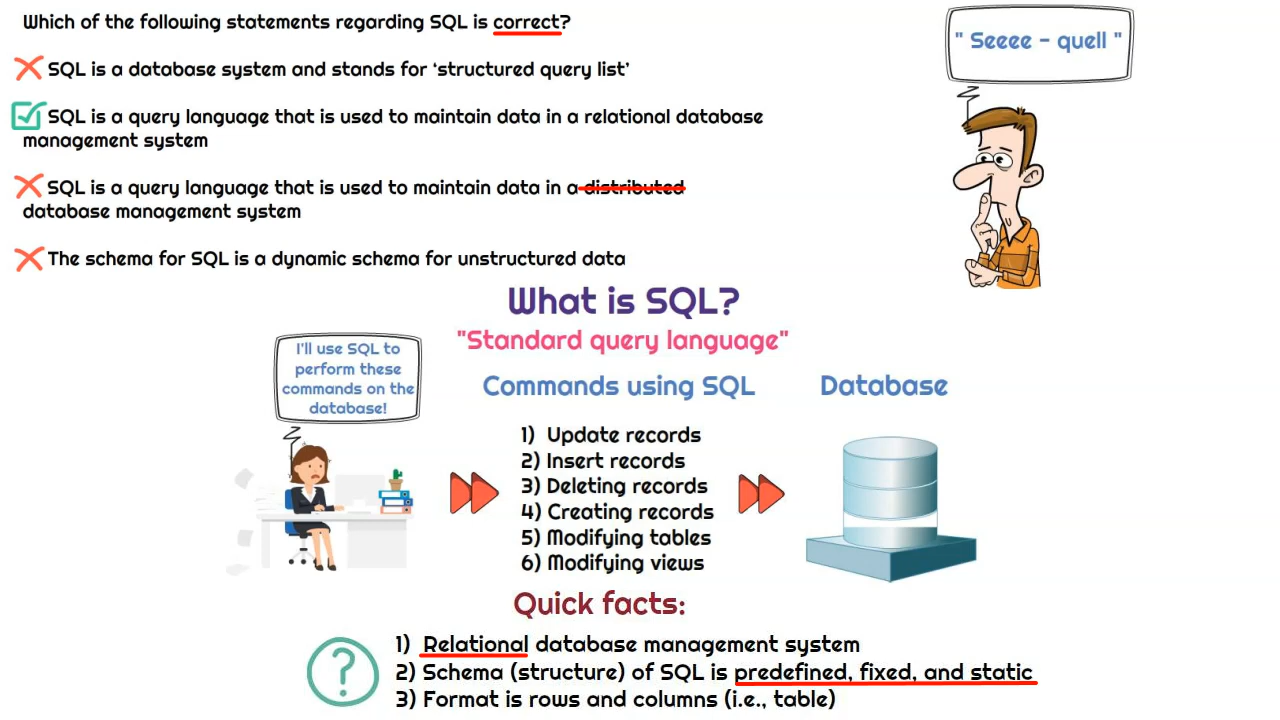 Which of the following statements regarding SQL is correct?
" Seeee - quell "
SQL is a database system and stands for ‘structured query list’
SQL is a query language that is used to maintain data in a relational database
management system
SQL is a query language that is used to maintain data in a distributed
database management system
The schema for SQL is a dynamic schema for unstructured data
What is SQL?
"Standard query language"
I'll use SQL to
perform these
commands on the
database!
Commands using SQL
1) Update records
2) Insert records
3) Deleting records
4) Creating records
5) Modifying tables
6) Modifying views
Database
Quick facts:
?
1) Relational database management system
2) Schema (structure) of SQL is predefined, fixed, and static
3) Format is rows and columns (i.e., table)